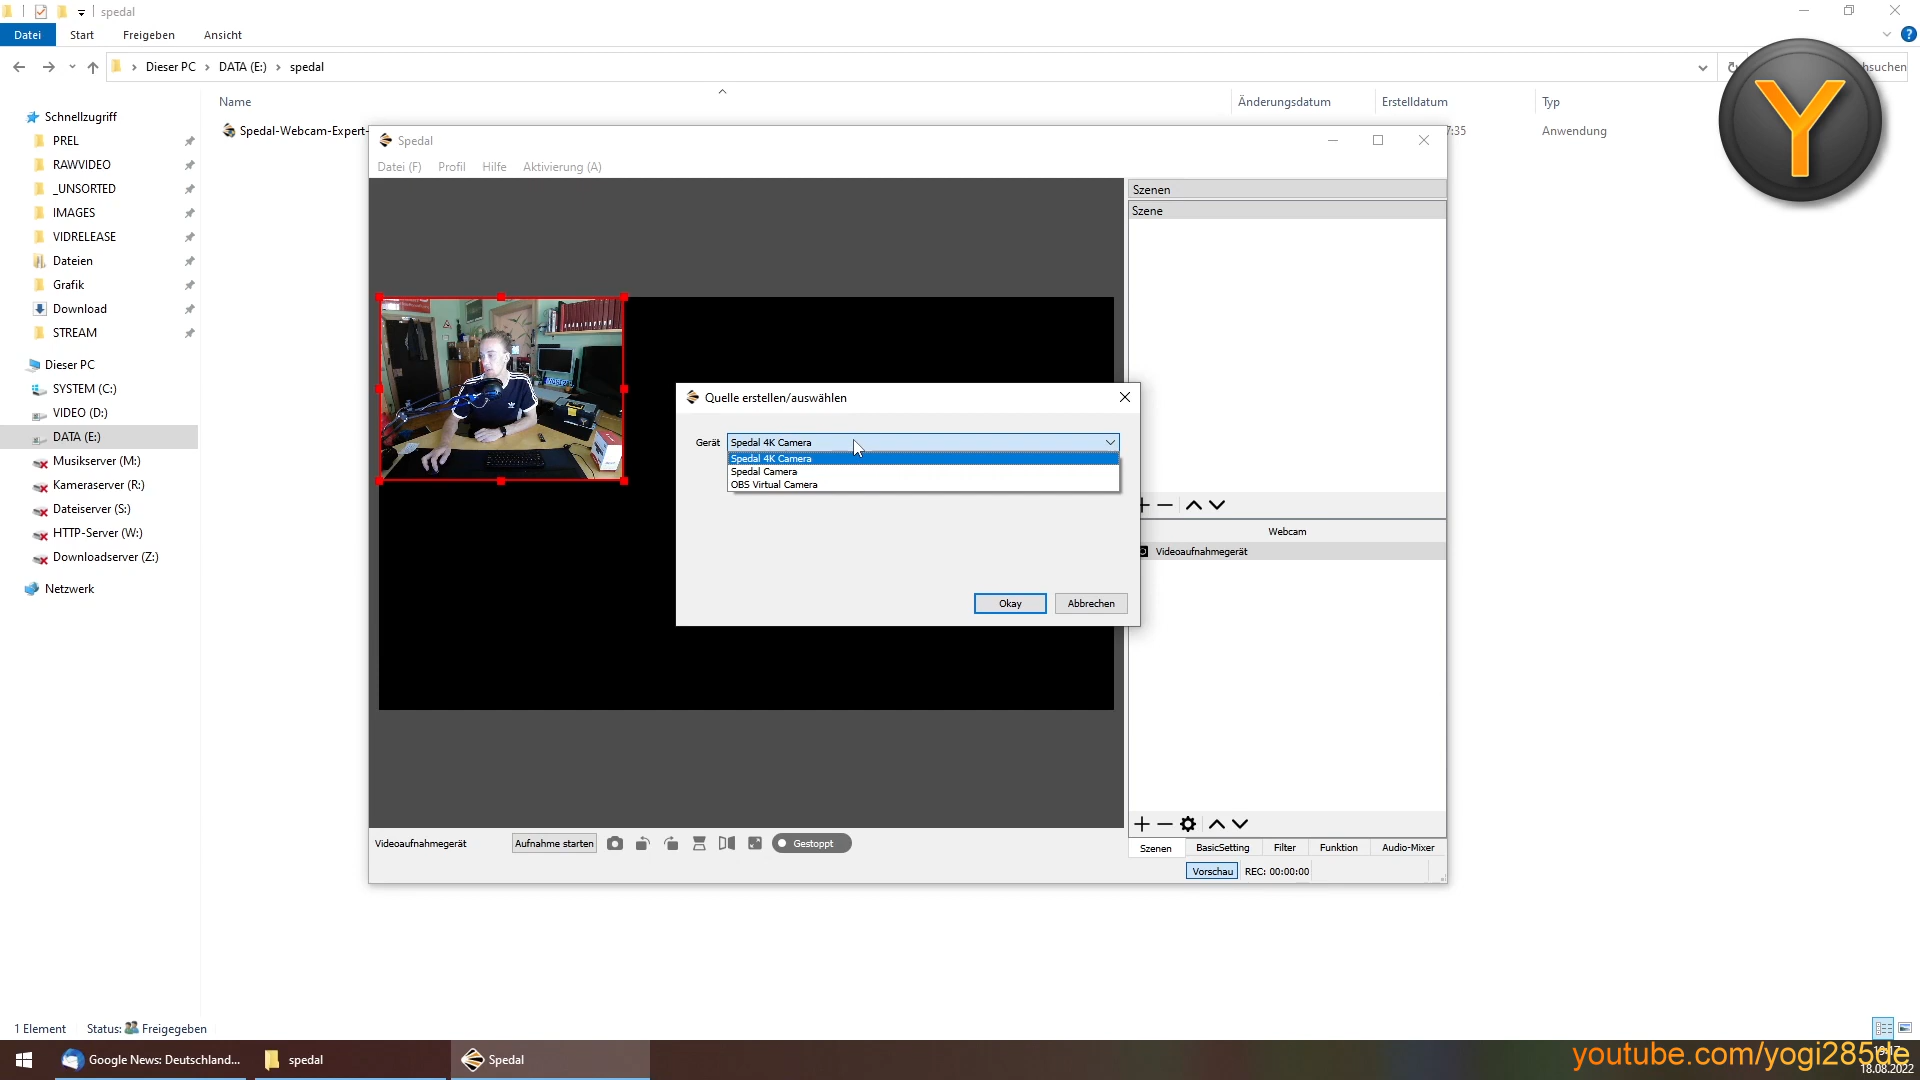 spedal
Datei Start Freigeben Ansicht
Dieser PC DATA (E:) spedal
Name Änderungsdatum Erstelldatum Typ
Spedal-Webcam-Expert- 7:35 Anwendung
Schnellzugriff
PREL
RAWVIDEO
_UNSORTED
IMAGES
VIDRELEASE
Dateien
Grafik
Download
STREAM
Dieser PC
SYSTEM (C:)
VIDEO (D:)
DATA (E:)
Musikserver (M:)
Kameraserver (R:)
Dateiserver (S:)
HTTP-Server (W:)
Downloadserver (Z:)
Netzwerk
Y
Spedal
Datei (F) Profil Hilfe Aktivierung (A)
Szenen
Szene
Quelle erstellen/auswählen
Gerät Spedal 4K Camera
Spedal 4K Camera
Spedal Camera
OBS Virtual Camera
Okay Abbrechen
Webcam
Videoaufnahmegerät
Videoaufnahmegerät Aufnahme starten Gestoppt
Szenen BasicSetting Filter Funktion Audio-Mixer
Vorschau REC: 00:00:00
1 Element Status: Freigegeben
Google News: Deutschland... spedal Spedal
youtube.com/yogi285de
18.08.2022